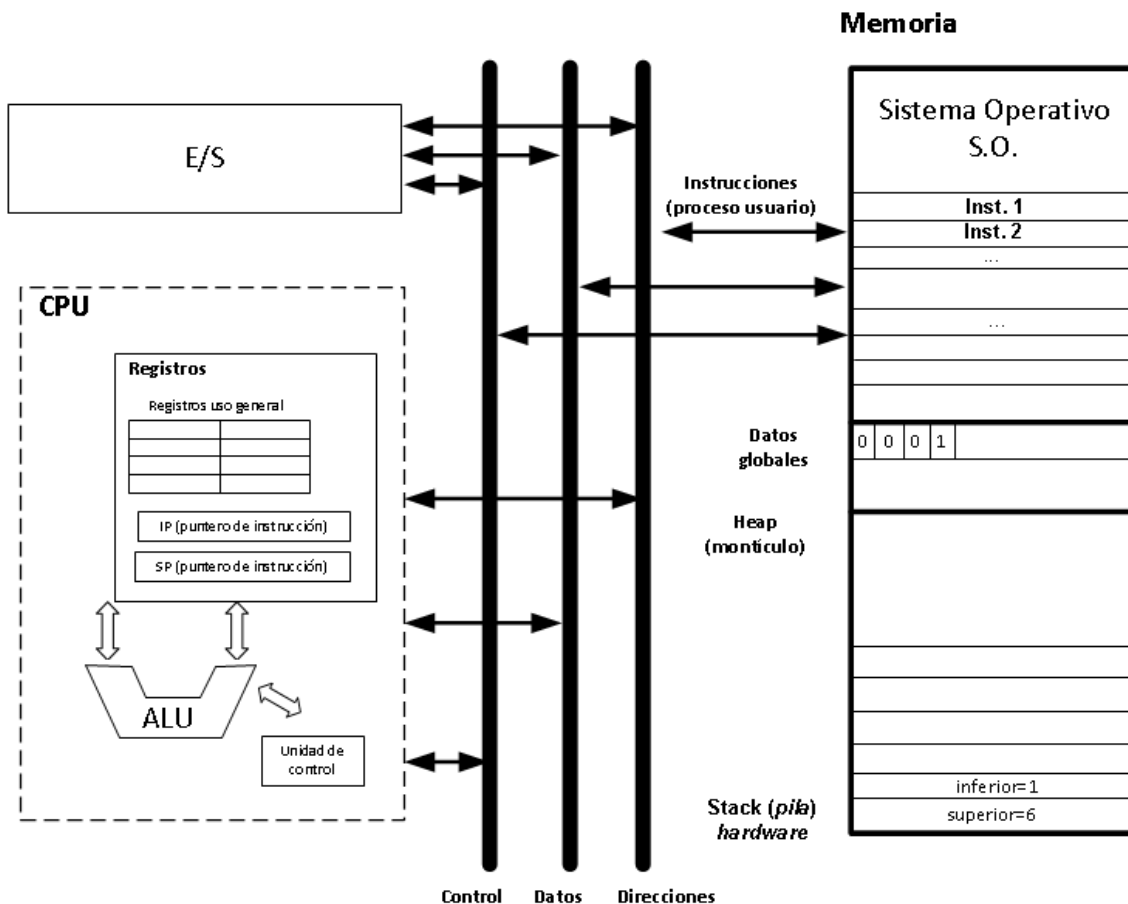 Memoria
Sistema Operativo
S.O.
E/S
Instrucciones
(proceso usuario)
Inst. 1
Inst. 2
...
...
CPU
Registros
Registros uso general
IP (puntero de instrucción)
SP (puntero de instrucción)
ALU
Unidad de
control
Datos
globales
0 0 0 1
Heap
(montículo)
inferior=1
Stack (pila)
superior=6
hardware
Control Datos Direcciones